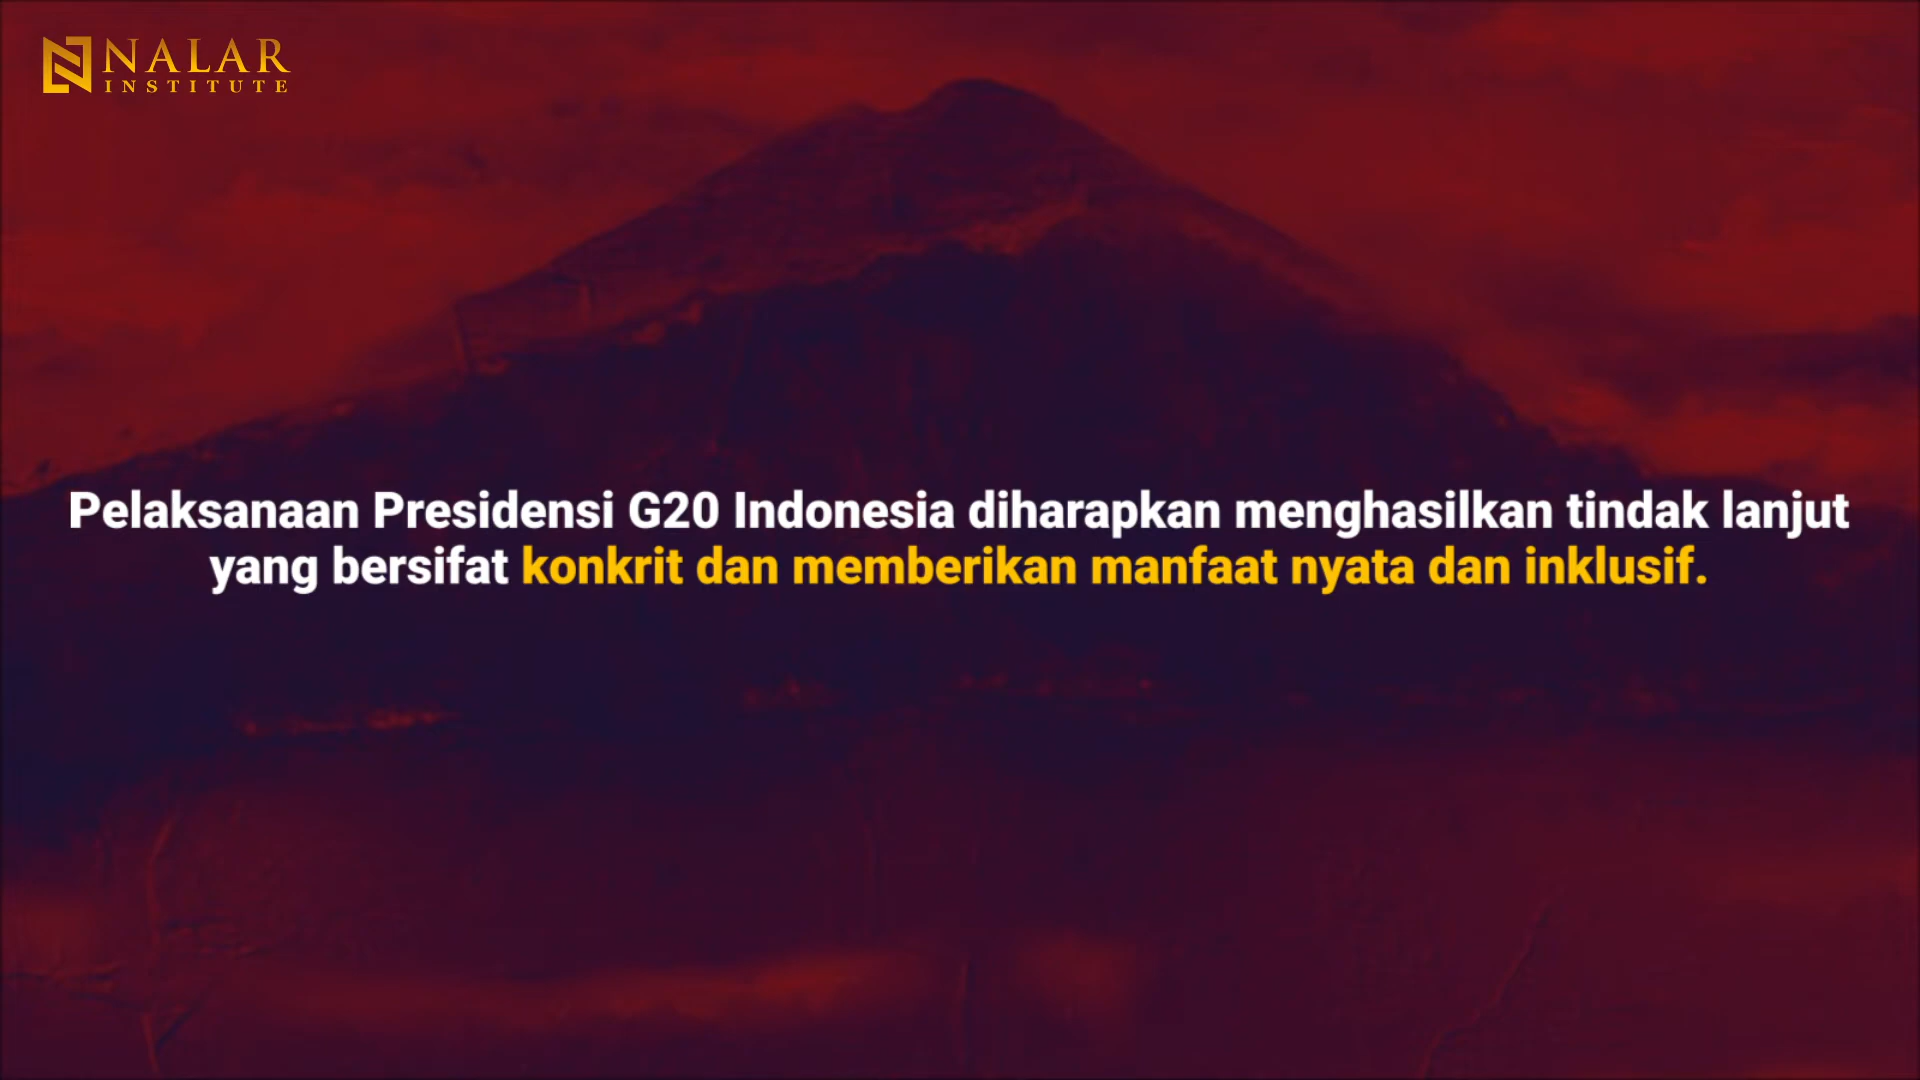 NALAR
INSTITUTE
Pelaksanaan Presidensi G20 Indonesia diharapkan menghasilkan tindak lanjut
yang bersifat konkrit dan memberikan manfaat nyata dan inklusif.